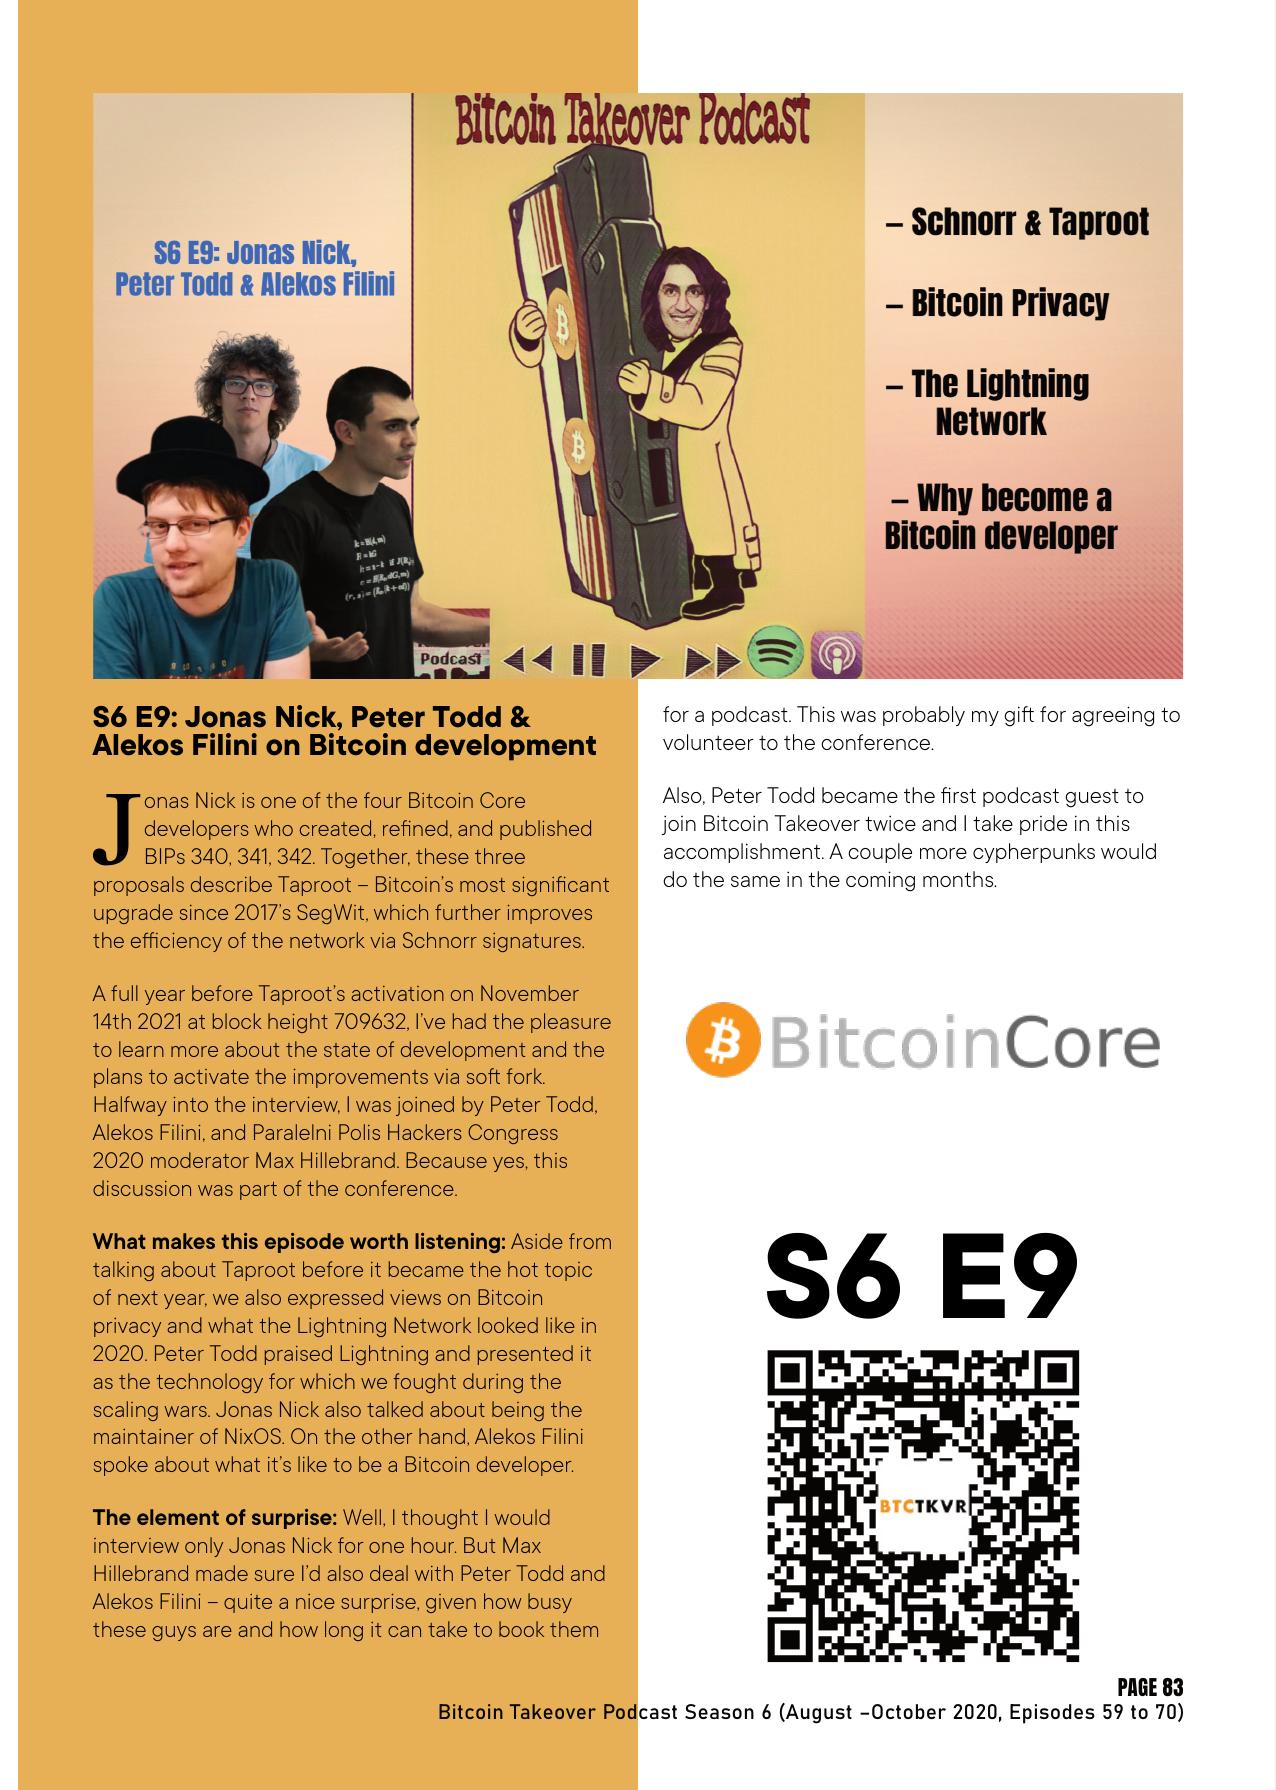 Bitcoin Takeover Podcast
S6 E9: Jonas Nick,
Peter Todd & Alekos Filini
– Schnorr & Taproot
– Bitcoin Privacy
– The Lightning
Network
– Why become a
Bitcoin developer
Podcast
S6 E9: Jonas Nick, Peter Todd &
Alekos Filini on Bitcoin development
Jonas Nick is one of the four Bitcoin Core
developers who created, refined, and published
BIPs 340, 341, 342. Together, these three
proposals describe Taproot – Bitcoin's most significant
upgrade since 2017's SegWit, which further improves
the efficiency of the network via Schnorr signatures.
A full year before Taproot's activation on November
14th 2021 at block height 709632, I've had the pleasure
to learn more about the state of development and the
plans to activate the improvements via soft fork.
Halfway into the interview, I was joined by Peter Todd,
Alekos Filini, and Paralelni Polis Hackers Congress
2020 moderator Max Hillebrand. Because yes, this
discussion was part of the conference.
What makes this episode worth listening: Aside from
talking about Taproot before it became the hot topic
of next year, we also expressed views on Bitcoin
privacy and what the Lightning Network looked like in
2020. Peter Todd praised Lightning and presented it
as the technology for which we fought during the
scaling wars. Jonas Nick also talked about being the
maintainer of NixOS. On the other hand, Alekos Filini
spoke about what it's like to be a Bitcoin developer.
The element of surprise: Well, I thought I would
interview only Jonas Nick for one hour. But Max
Hillebrand made sure I'd also deal with Peter Todd and
Alekos Filini – quite a nice surprise, given how busy
these guys are and how long it can take to book them
for a podcast. This was probably my gift for agreeing to
volunteer to the conference.
Also, Peter Todd became the first podcast guest to
join Bitcoin Takeover twice and I take pride in this
accomplishment. A couple more cypherpunks would
do the same in the coming months.
BitcoinCore
S6 E9
BTCTKVR
PAGE 83
Bitcoin Takeover Podcast Season 6 (August –October 2020, Episodes 59 to 70)